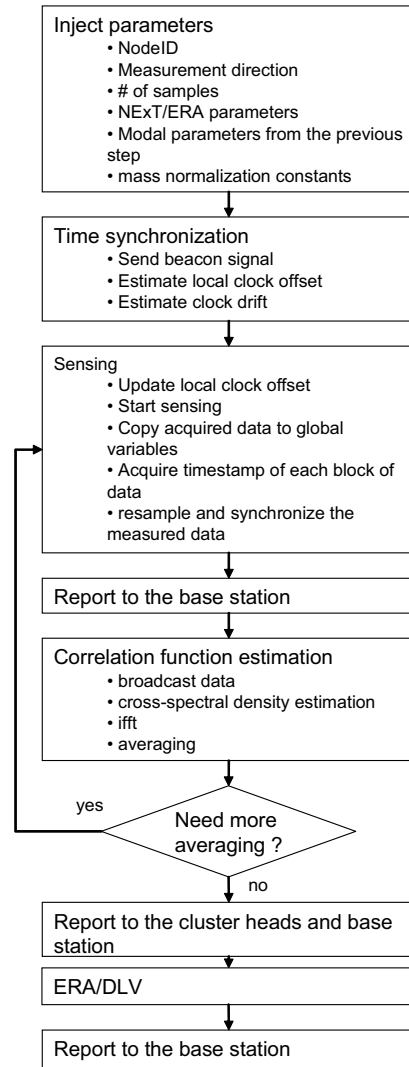 Inject parameters
• NodeID
• Measurement direction
• # of samples
• NExT/ERA parameters
• Modal parameters from the previous
step
• mass normalization constants
Time synchronization
• Send beacon signal
• Estimate local clock offset
• Estimate clock drift
Sensing
• Update local clock offset
• Start sensing
• Copy acquired data to global
variables
• Acquire timestamp of each block of
data
• resample and synchronize the
measured data
Report to the base station
Correlation function estimation
• broadcast data
• cross-spectral density estimation
• ifft
• averaging
yes
Need more
averaging ?
no
Report to the cluster heads and base
station
ERA/DLV
Report to the base station